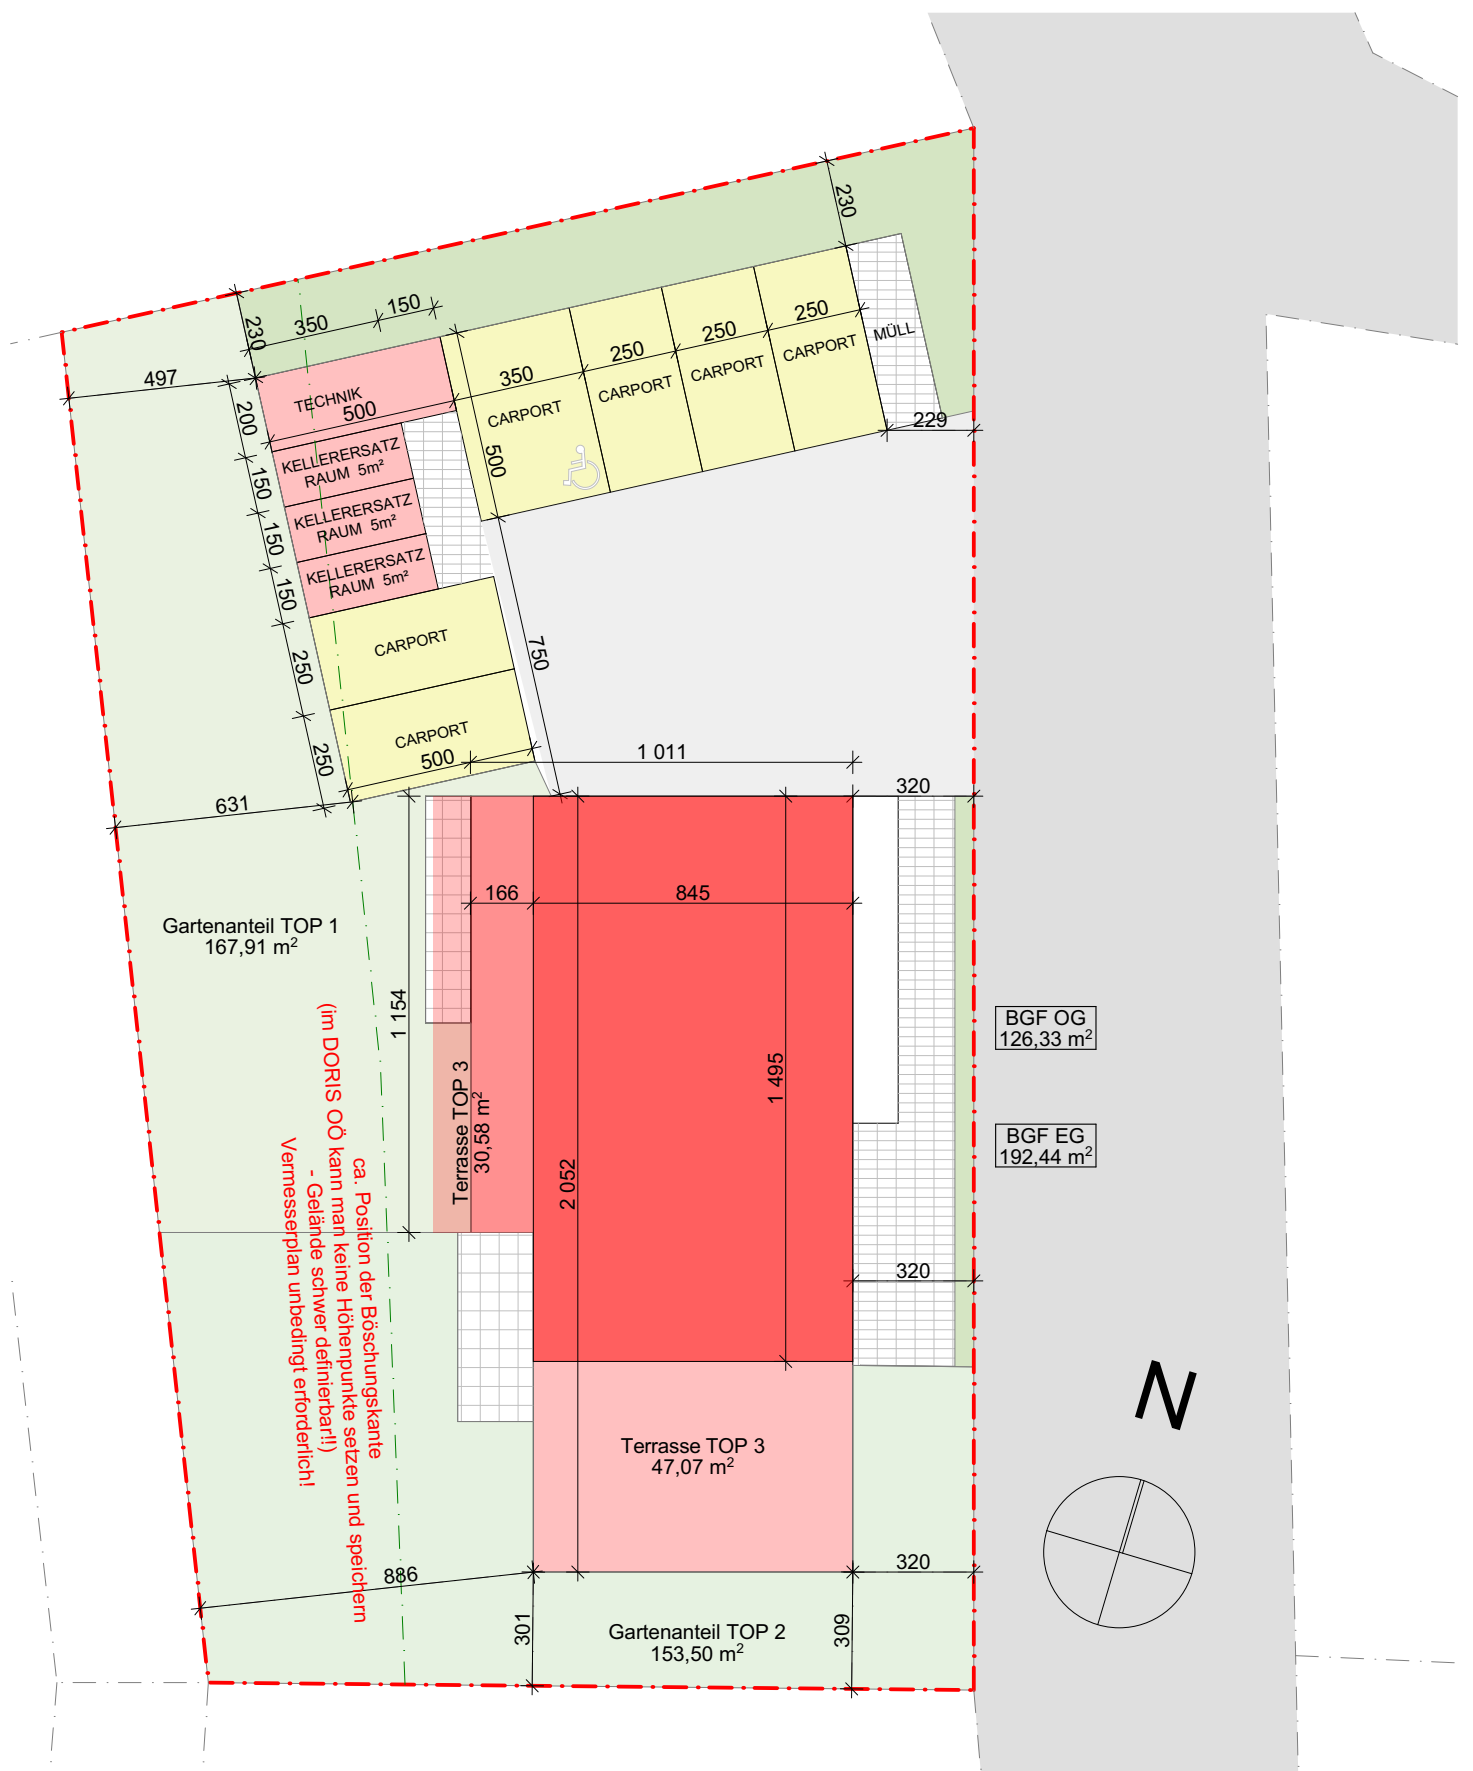 230
230
350
150
497
TECHNIK
500
350
250
250
250
CARPORT
CARPORT
CARPORT
CARPORT
MÜLL
229
200
150
150
150
250
250
KELLERERSATZ
RAUM 5m²
KELLERERSATZ
RAUM 5m²
KELLERERSATZ
RAUM 5m²
500
750
CARPORT
CARPORT
500
1 011
320
631
166
845
Gartenanteil TOP 1
167,91 m²
1 154
1 495
2 052
Terrasse TOP 3
30,58 m²
BGF OG
126,33 m²
BGF EG
192,44 m²
320
ca. Position der Böschungskante
(im DORIS OÖ kann man keine Höhenpunkte setzen und speichern
- Gelände schwer definierbar!!)
Vermesserplan unbedingt erforderlich!
N
Terrasse TOP 3
47,07 m²
886
320
301
309
Gartenanteil TOP 2
153,50 m²